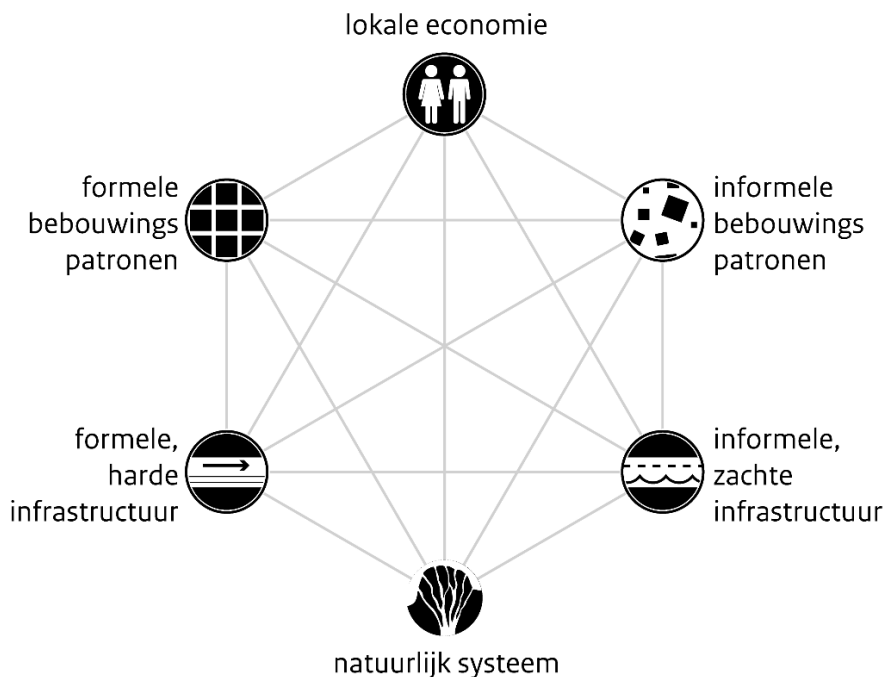 lokale economie
formele
bebouwings
patronen
informele
bebouwings
patronen
formele,
harde
infrastructuur
informele,
zachte
infrastructuur
natuurlijk systeem